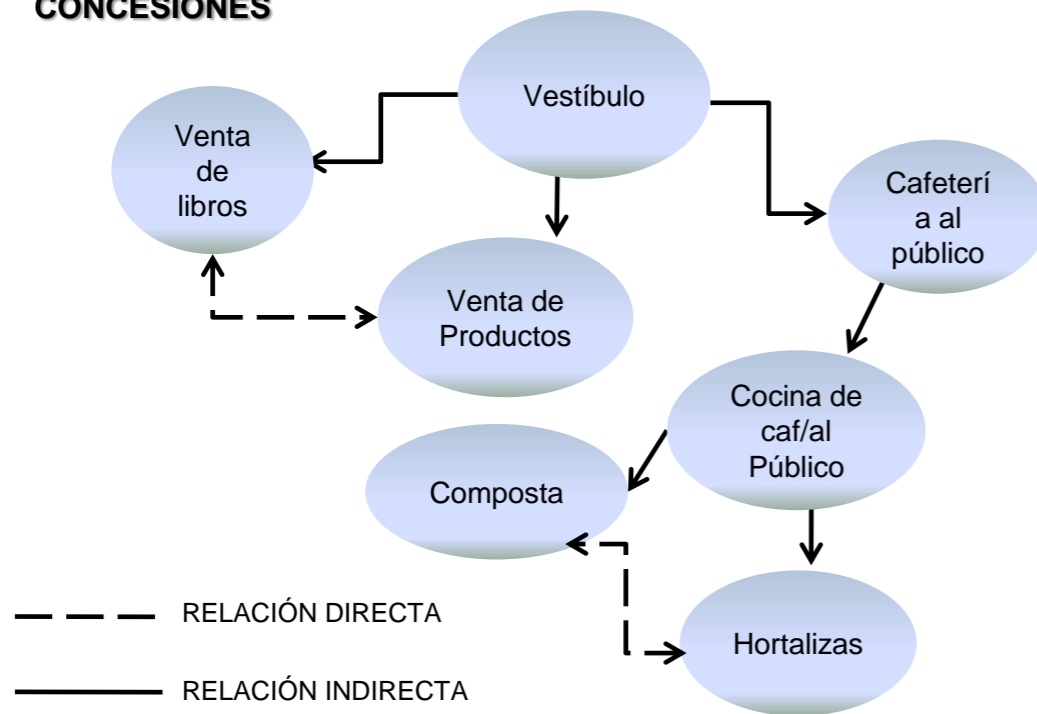 CONCESIONES
Vestíbulo
Venta
de
libros
Cafeterí
a al
público
Venta de
Productos
Cocina de
caf/al
Público
Composta
Hortalizas
RELACIÓN DIRECTA
RELACIÓN INDIRECTA